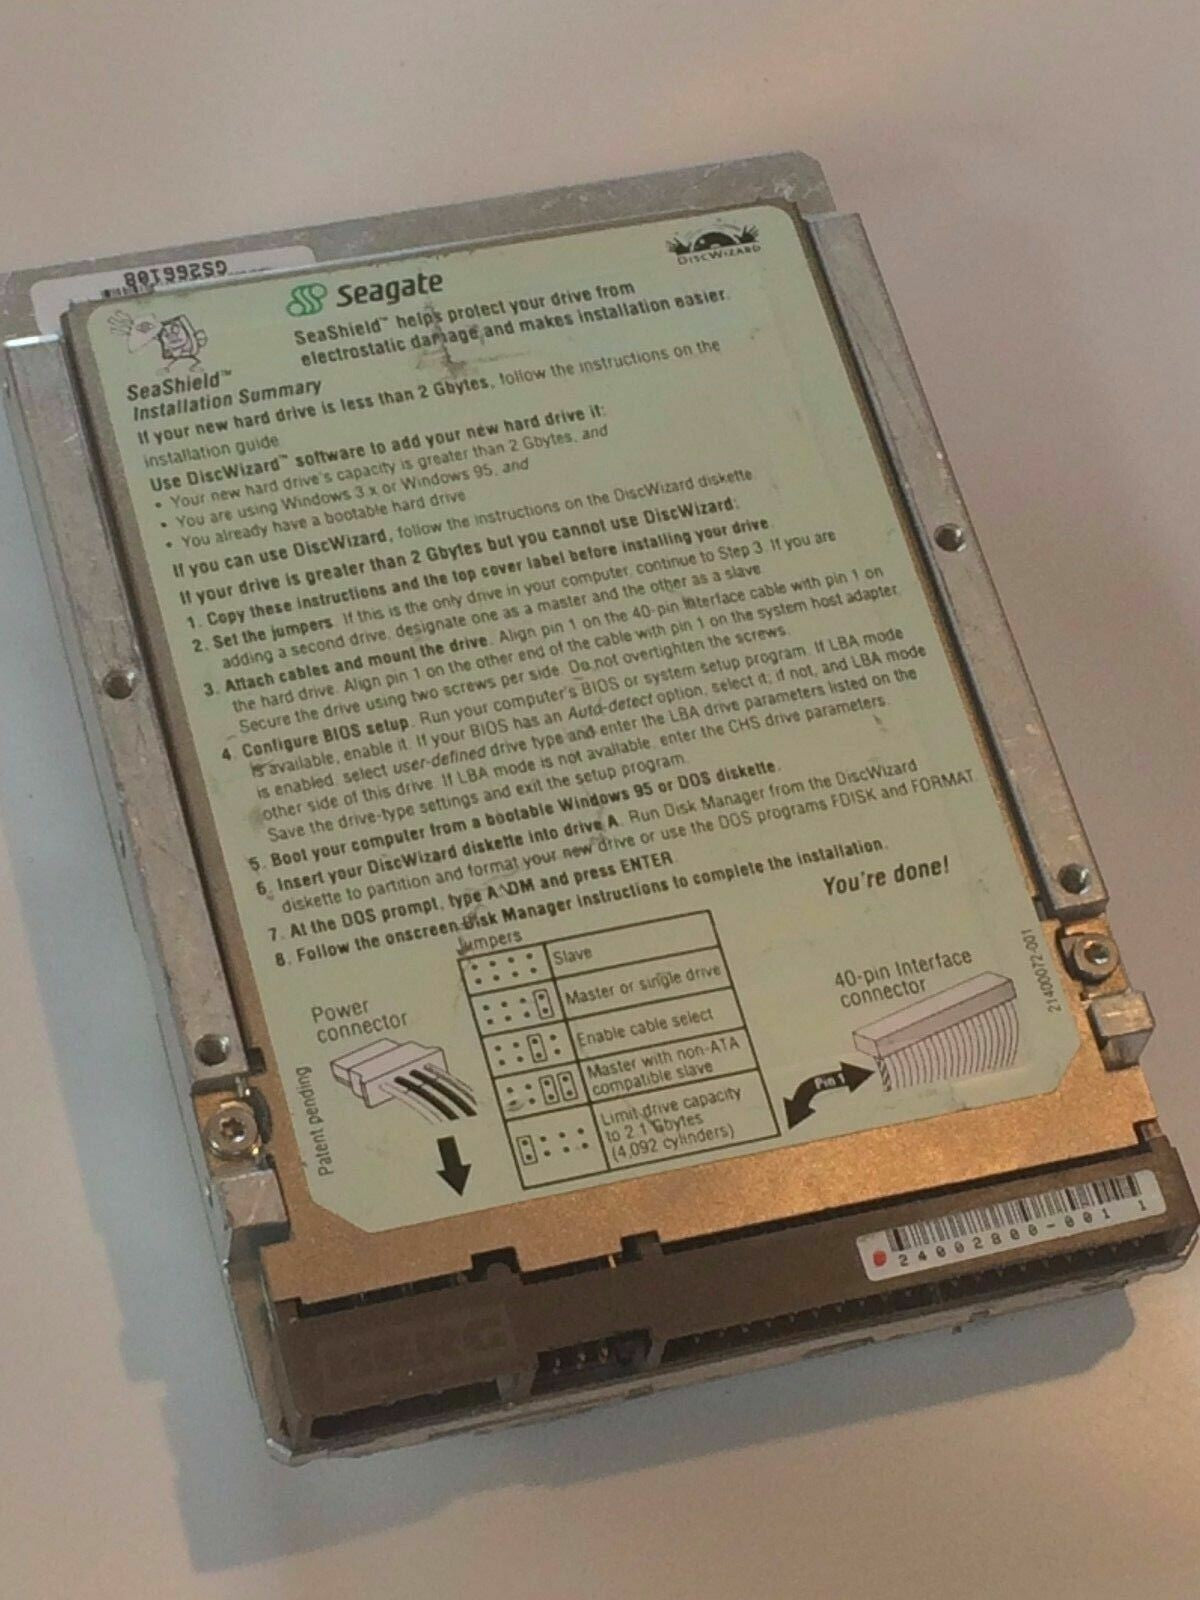 GS266108
Seagate
DISCWIZARD
SeaShield™ helps protect your drive from
electrostatic damage and makes installation easier.
SeaShield™
Installation Summary
If your new hard drive is less than 2 Gbytes, follow the instructions on the
installation guide.
Use DiscWizard™ software to add your new hard drive if:
• Your new hard drive's capacity is greater than 2 Gbytes, and
• You are using Windows 3.x or Windows 95, and
• You already have a bootable hard drive
If you can use DiscWizard, follow the instructions on the DiscWizard diskette.
If your drive is greater than 2 Gbytes but you cannot use DiscWizard:
1. Copy these instructions and the top cover label before installing your drive.
2. Set the jumpers. If this is the only drive in your computer, continue to Step 3. If you are
adding a second drive, designate one as a master and the other as a slave.
3. Attach cables and mount the drive. Align pin 1 on the 40-pin interface cable with pin 1 on
the hard drive. Align pin 1 on the other end of the cable with pin 1 on the system host adapter.
Secure the drive using two screws per side. Do not overtighten the screws.
4. Configure BIOS setup. Run your computer's BIOS or system setup program. If LBA mode
is available, enable it. If your BIOS has an Auto-detect option, select it; if not, and LBA mode
is enabled, select user-defined drive type and enter the LBA drive parameters listed on the
other side of this drive. If LBA mode is not available, enter the CHS drive parameters.
Save the drive-type settings and exit the setup program.
5. Boot your computer from a bootable Windows 95 or DOS diskette.
6. Insert your DiscWizard diskette into drive A. Run Disk Manager from the DiscWizard
diskette to partition and format your new drive or use the DOS programs FDISK and FORMAT.
7. At the DOS prompt, type A:\DM and press ENTER.
8. Follow the onscreen Disk Manager instructions to complete the installation.
You're done!
Jumpers
Slave
Master or single drive
Enable cable select
Master with non-ATA
compatible slave
Limit drive capacity
to 2.1 Gbytes
(4,092 cylinders)
Power
connector
Patent pending
40-pin Interface
connector
Pin 1
21400072-001
24002800-001 1